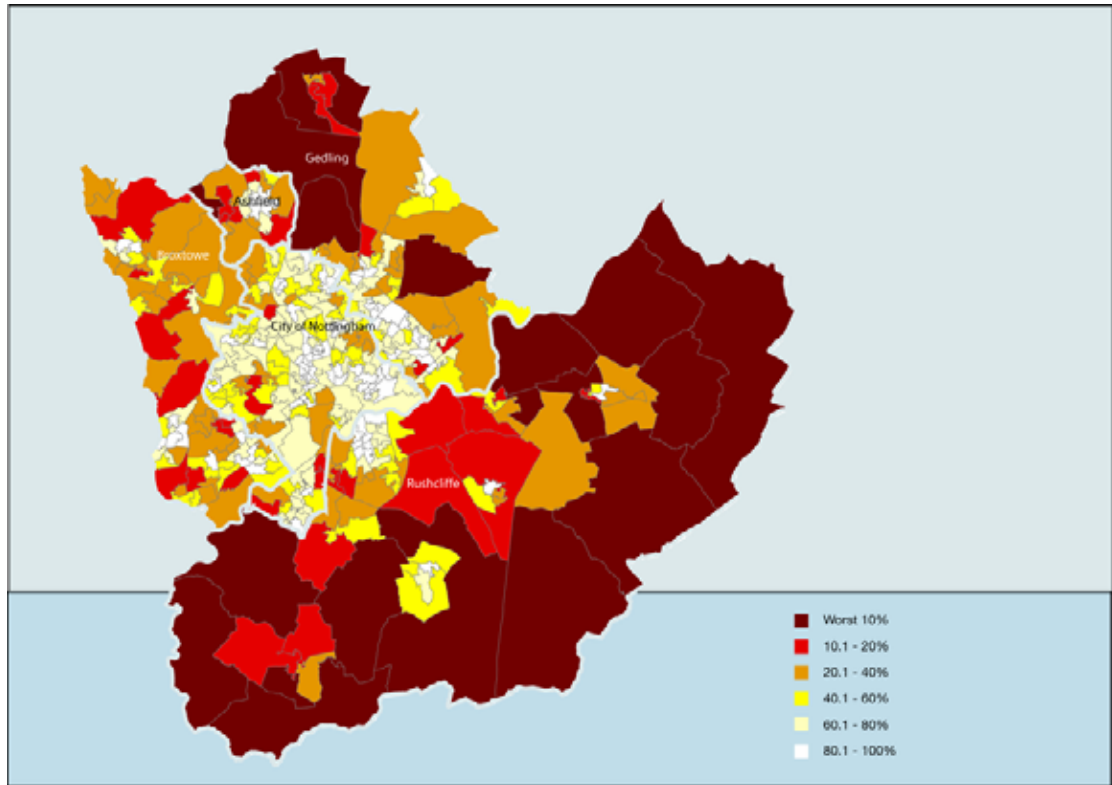 Gedling
Ashfield
Broxtowe
City of Nottingham
Rushcliffe
Worst 10%
10.1 - 20%
20.1 - 40%
40.1 - 60%
60.1 - 80%
80.1 - 100%